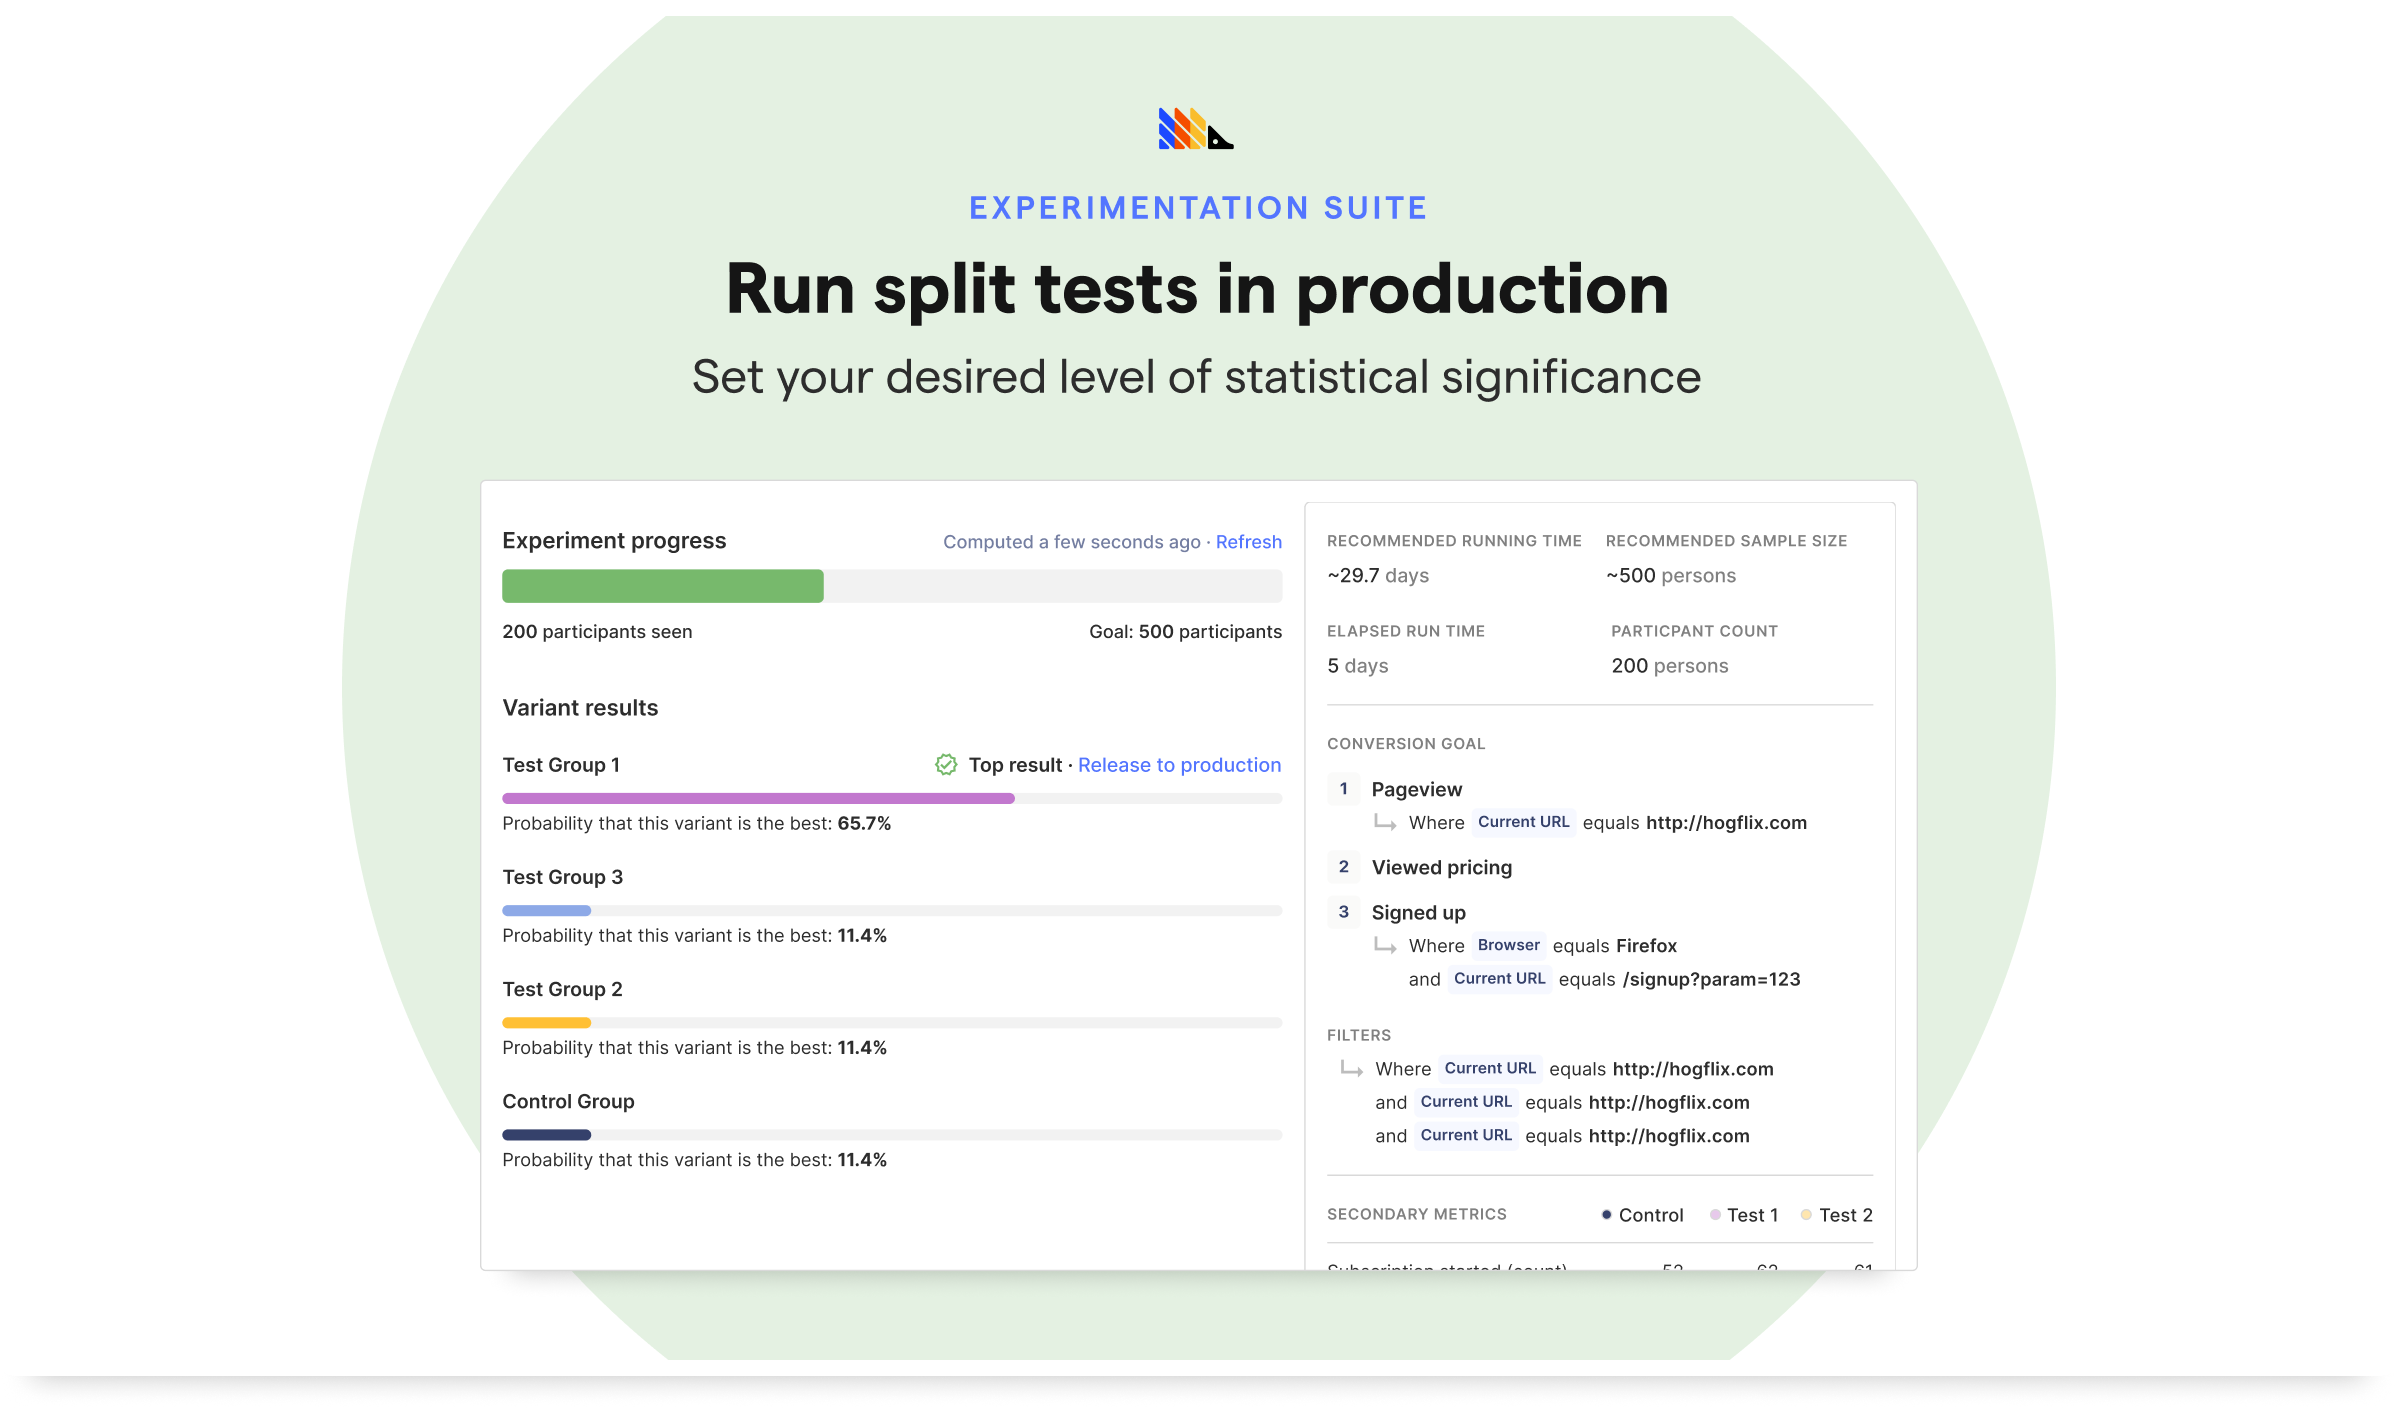 EXPERIMENTATION SUITE
Run split tests in production
Set your desired level of statistical significance
Experiment progress
Computed a few seconds ago · Refresh
200 participants seen
Goal: 500 participants
Variant results
Test Group 1
Top result · Release to production
Probability that this variant is the best: 65.7%
Test Group 3
Probability that this variant is the best: 11.4%
Test Group 2
Probability that this variant is the best: 11.4%
Control Group
Probability that this variant is the best: 11.4%
RECOMMENDED RUNNING TIME
~29.7 days
RECOMMENDED SAMPLE SIZE
~500 persons
ELAPSED RUN TIME
5 days
PARTICPANT COUNT
200 persons
CONVERSION GOAL
1 Pageview
Where Current URL equals http://hogflix.com
2 Viewed pricing
3 Signed up
Where Browser equals Firefox
and Current URL equals /signup?param=123
FILTERS
Where Current URL equals http://hogflix.com
and Current URL equals http://hogflix.com
and Current URL equals http://hogflix.com
SECONDARY METRICS
Control Test 1 Test 2
Subscription started (count)